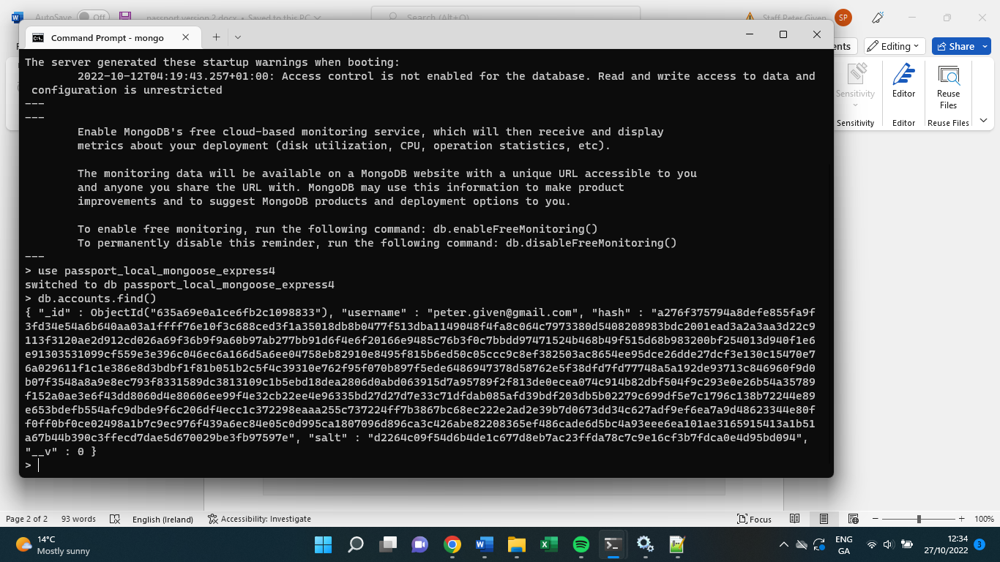 AutoSave Off passport version 2.docx • Saved to this PC Search (Alt+Q) Staff Peter Given SP
Command Prompt - mongo
Editing Share
The server generated these startup warnings when booting:
2022-10-12T04:19:43.257+01:00: Access control is not enabled for the database. Read and write access to data and
configuration is unrestricted
---
---
Enable MongoDB's free cloud-based monitoring service, which will then receive and display
metrics about your deployment (disk utilization, CPU, operation statistics, etc).
The monitoring data will be available on a MongoDB website with a unique URL accessible to you
and anyone you share the URL with. MongoDB may use this information to make product
improvements and to suggest MongoDB products and deployment options to you.
To enable free monitoring, run the following command: db.enableFreeMonitoring()
To permanently disable this reminder, run the following command: db.disableFreeMonitoring()
---
> use passport_local_mongoose_express4
switched to db passport_local_mongoose_express4
> db.accounts.find()
{ "_id" : ObjectId("635a69e0a1ce6fb2c1098833"), "username" : "peter.given@gmail.com", "hash" : "a276f375794a8defe855fa9f
3fd34e54a6b640aa03a1ffff76e10f3c688ced3f1a35018db8b0477f513dba1149048f4fa8c064c7973380d5408208983bdc2001ead3a2a3aa3d22c9
113f3120ae2d912cd026a69f36b9f9a60b97ab277bb91d6f4e6f20166e9485c76b3f0c7bbdd97471524b468b49f515d68b983200bf254013d940f1e6
e91303531099cf559e3e396c046ec6a166d5a6ee04758eb82910e8495f815b6ed50c05ccc9c8ef382503ac8654ee95dce26dde27dcf3e130c15470e7
6a029611f1c1e386e8d3bdbf1f81b051b2c5f4c39310e762f95f070b897f5ede6486947378d58762e5f38dfd7fd77748a5a192de93713c846960f9d0
b07f3548a8a9e8ec793f8331589dc3813109c1b5ebd18dea2806d0abd063915d7a95789f2f813de0ecea074c914b82dbf504f9c293e0e26b54a35789
f152a0ae3e6f43dd8060d4e80606ee99f4e32cb22ee4e96335bd27d27d7e33c71dfdab085afd39bdf203db5b02279c699df5e7c1796c138b72244e89
e653bdefb554afc9dbde9f6c206df4ecc1c372298eaaa255c737224ff7b3867bc68ec222e2ad2e39b7d0673dd34c627adf9ef6ea7a9d48623344e80f
f0ff0bf0ce02498a1b7c9ec976f439a6ec84e05c0d995ca1807096d896ca3c426abe82208365ef486cade6d5bc4a93eee6ea101ae3165915413a1b51
a67b44b390c3ffecd7dae5d670029be3fb97597e", "salt" : "d2264c09f54d6b4de1c677d8eb7ac23ffda78c7c9e16cf3b7fdca0e4d95bd094",
"__v" : 0 }
>
Sensitivity Editor Reuse
Files
Sensitivity Editor Reuse Files
Page 2 of 2 93 words English (Ireland) Accessibility: Investigate Focus 100%
14°C
Mostly sunny
ENG
GA
12:34
27/10/2022
3